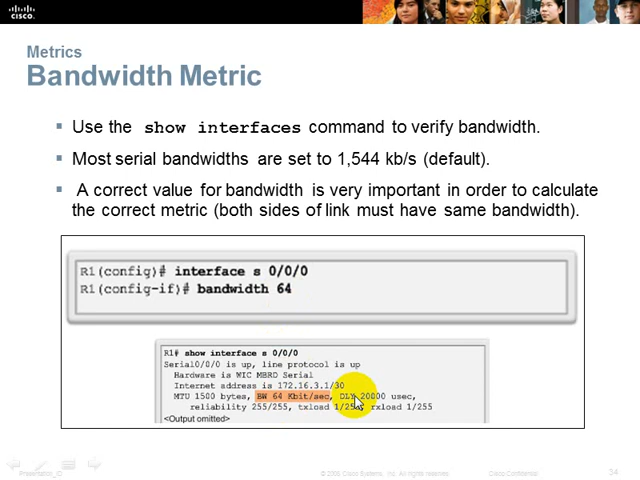 CISCO
Metrics
Bandwidth Metric
Use the show interfaces command to verify bandwidth.
Most serial bandwidths are set to 1,544 kb/s (default).
A correct value for bandwidth is very important in order to calculate
the correct metric (both sides of link must have same bandwidth).
R1(config)# interface s 0/0/0
R1(config-if)# bandwidth 64
R1# show interface s 0/0/0
Serial0/0/0 is up, line protocol is up
Hardware is WIC MBRD Serial
Internet address is 172.16.3.1/30
MTU 1500 bytes, BW 64 Kbit/sec, DLY 20000 usec,
reliability 255/255, txload 1/255, rxload 1/255
<Output omitted>
Presentation_ID
© 2008 Cisco Systems, Inc. All rights reserved.
Cisco Confidential
34